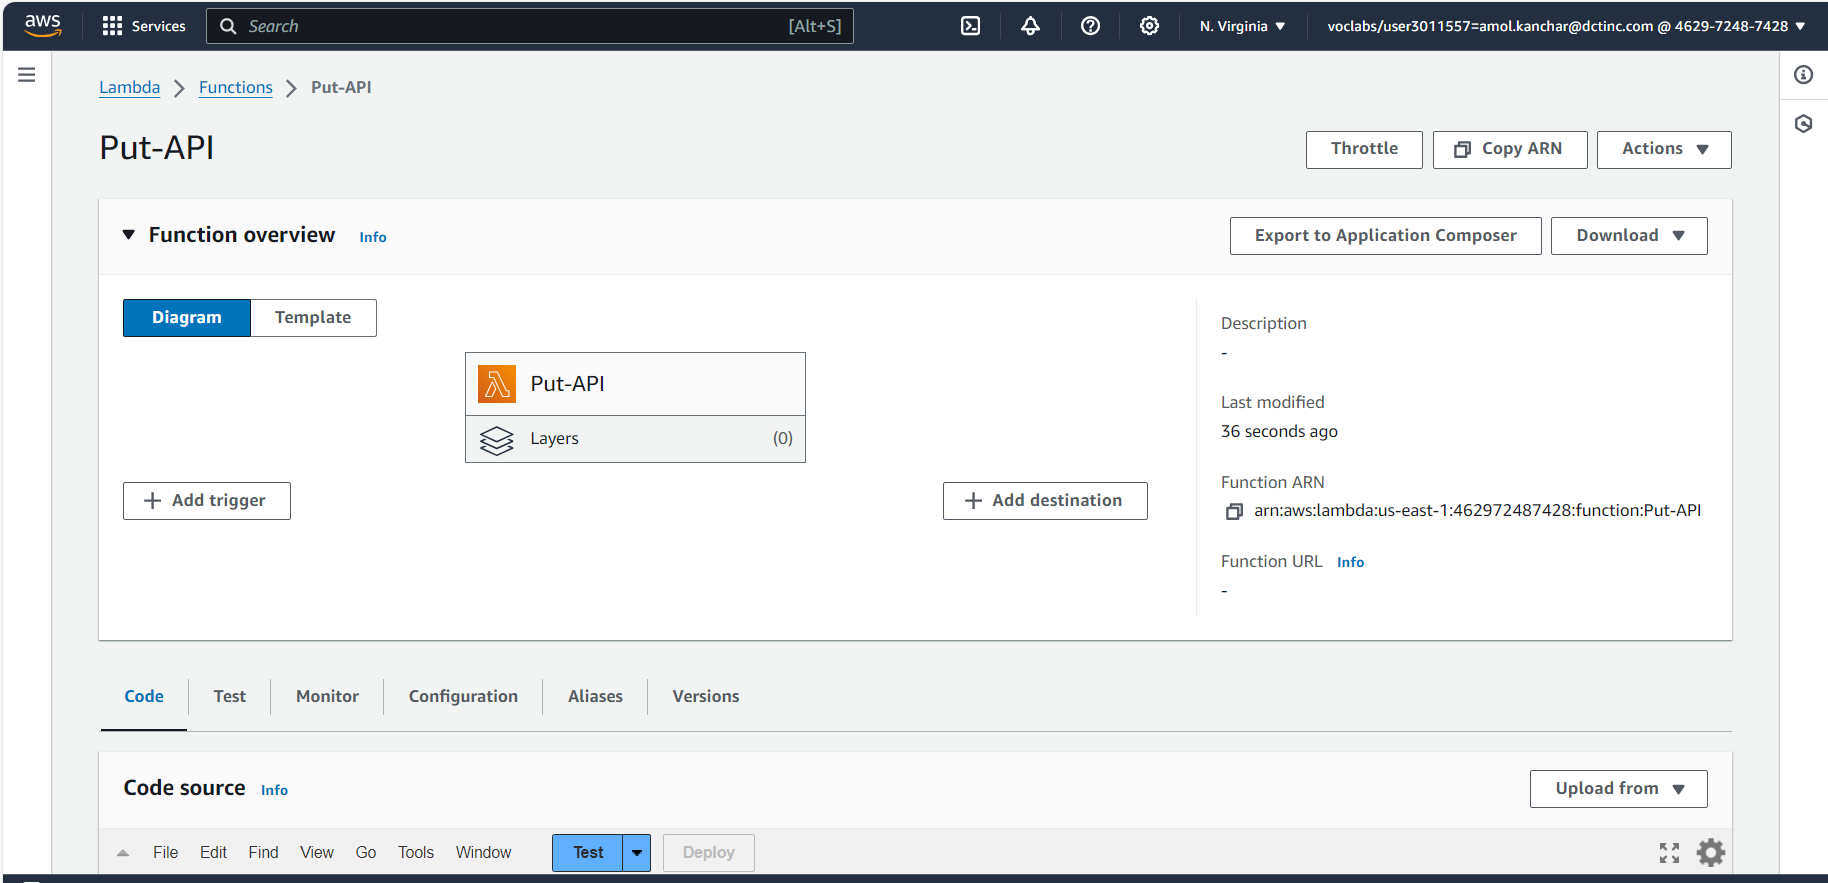 aws Services Search [Alt+S] N. Virginia voclabs/user3011557=amol.kanchar@dctinc.com @ 4629-7248-7428
Lambda Functions Put-API
Put-API
Throttle Copy ARN Actions
Function overview Info
Export to Application Composer Download
Diagram Template
Put-API
Layers (0)
+ Add trigger
+ Add destination
Description
-
Last modified
36 seconds ago
Function ARN
arn:aws:lambda:us-east-1:462972487428:function:Put-API
Function URL Info
-
Code Test Monitor Configuration Aliases Versions
Code source Info
Upload from
File Edit Find View Go Tools Window Test Deploy